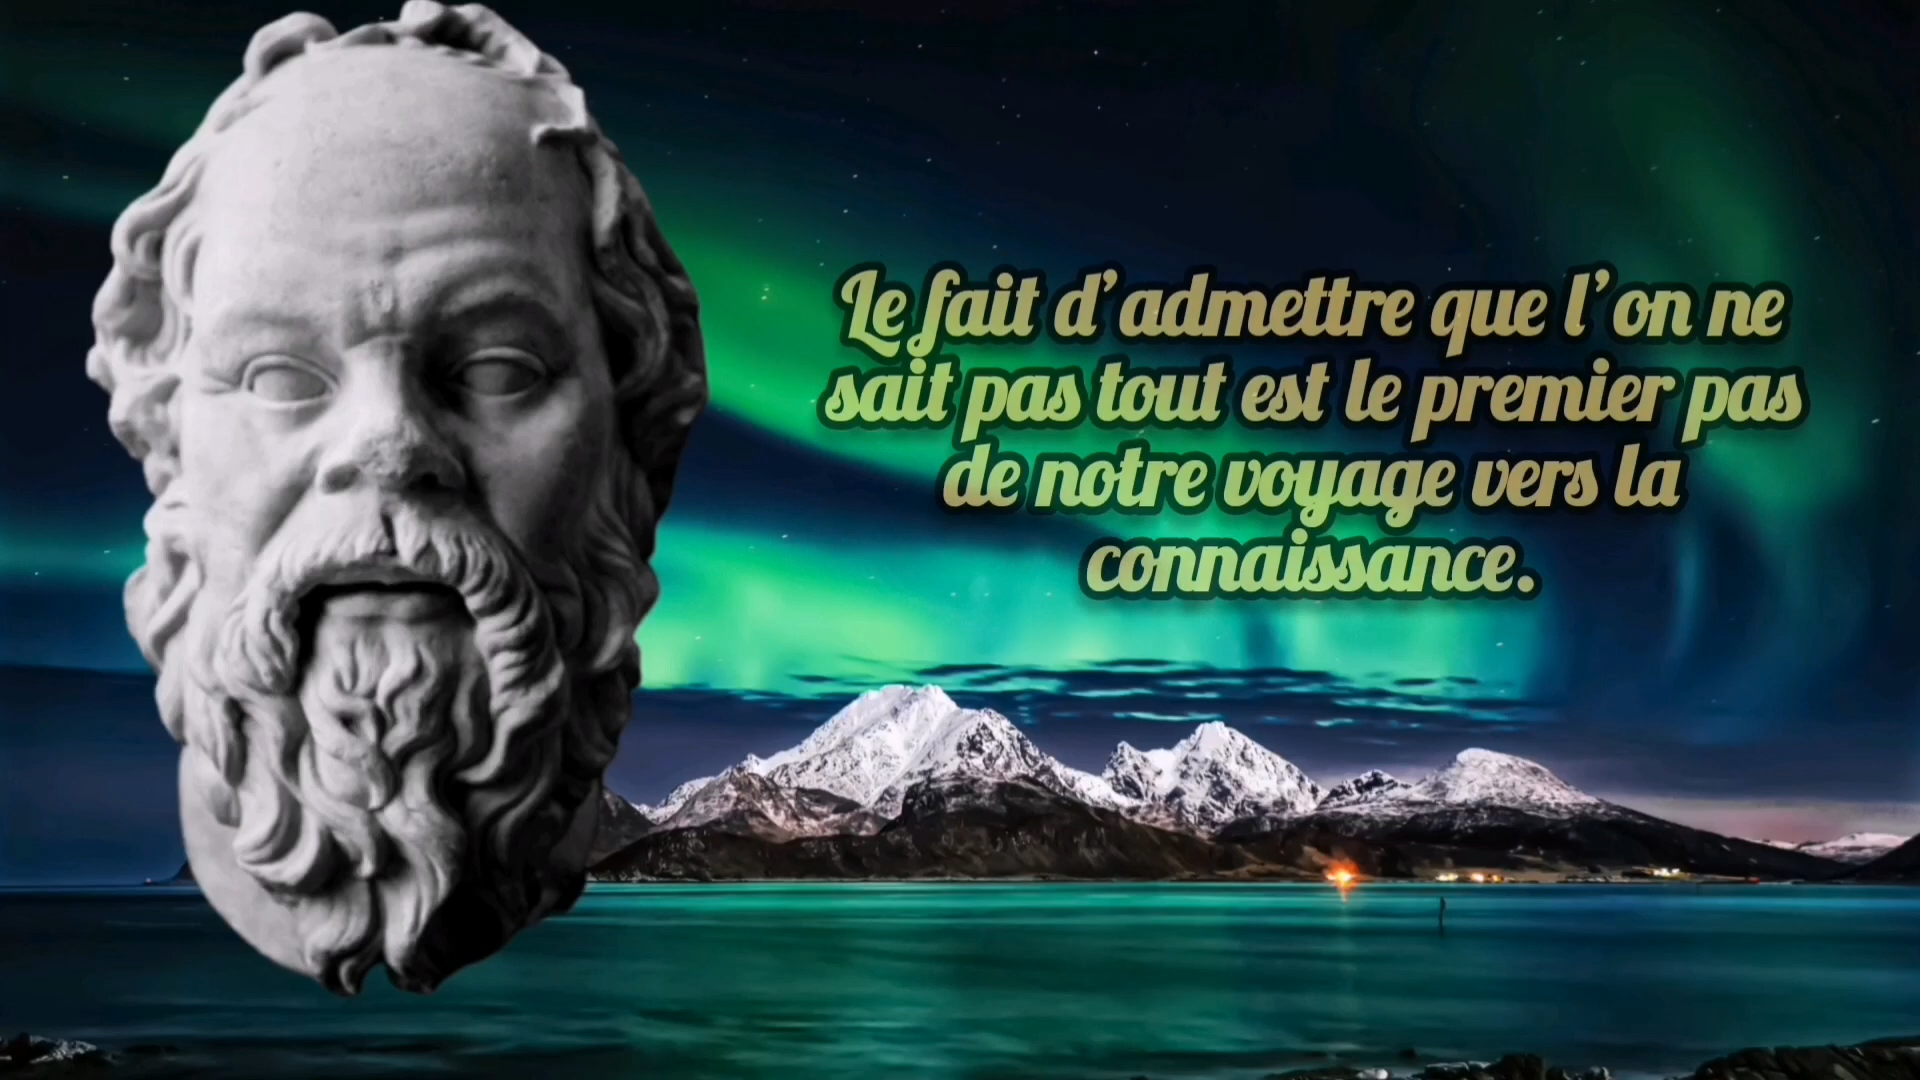 Le fait d’admettre que l’on ne
sait pas tout est le premier pas
de notre voyage vers la
connaissance.